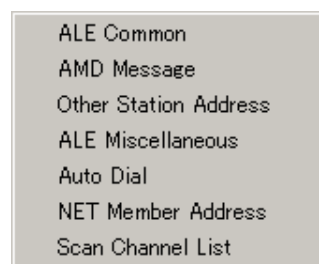 ALE Common
AMD Message
Other Station Address
ALE Miscellaneous
Auto Dial
NET Member Address
Scan Channel List